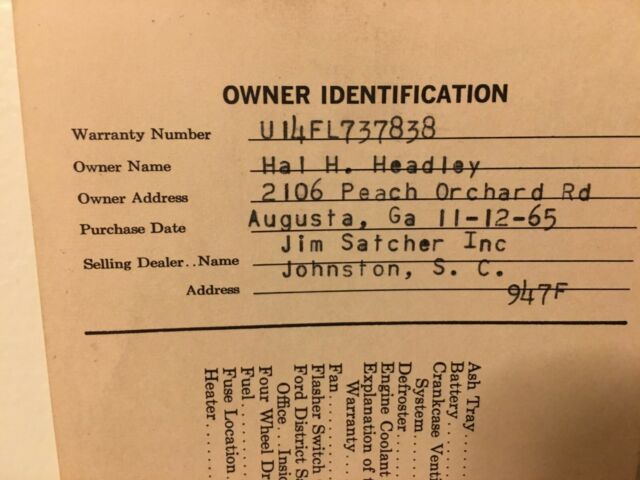 OWNER IDENTIFICATION
Warranty Number U14FL737838
Owner Name Hal H. Headley
Owner Address 2106 Peach Orchard Rd
Purchase Date Augusta, Ga 11-12-65
Jim Satcher Inc
Selling Dealer..Name
Johnston, S. C.
Address 947F
Ash Tray.....
Battery.....
Crankcase Venti
System.....
Defroster.....
Engine Coolant
Explanation of t
Warranty....
Fan.....
Flasher Switch
Ford District Sa
Office...Insid
Four Wheel Dr
Fuel.....
Fuse Location
Heater.....